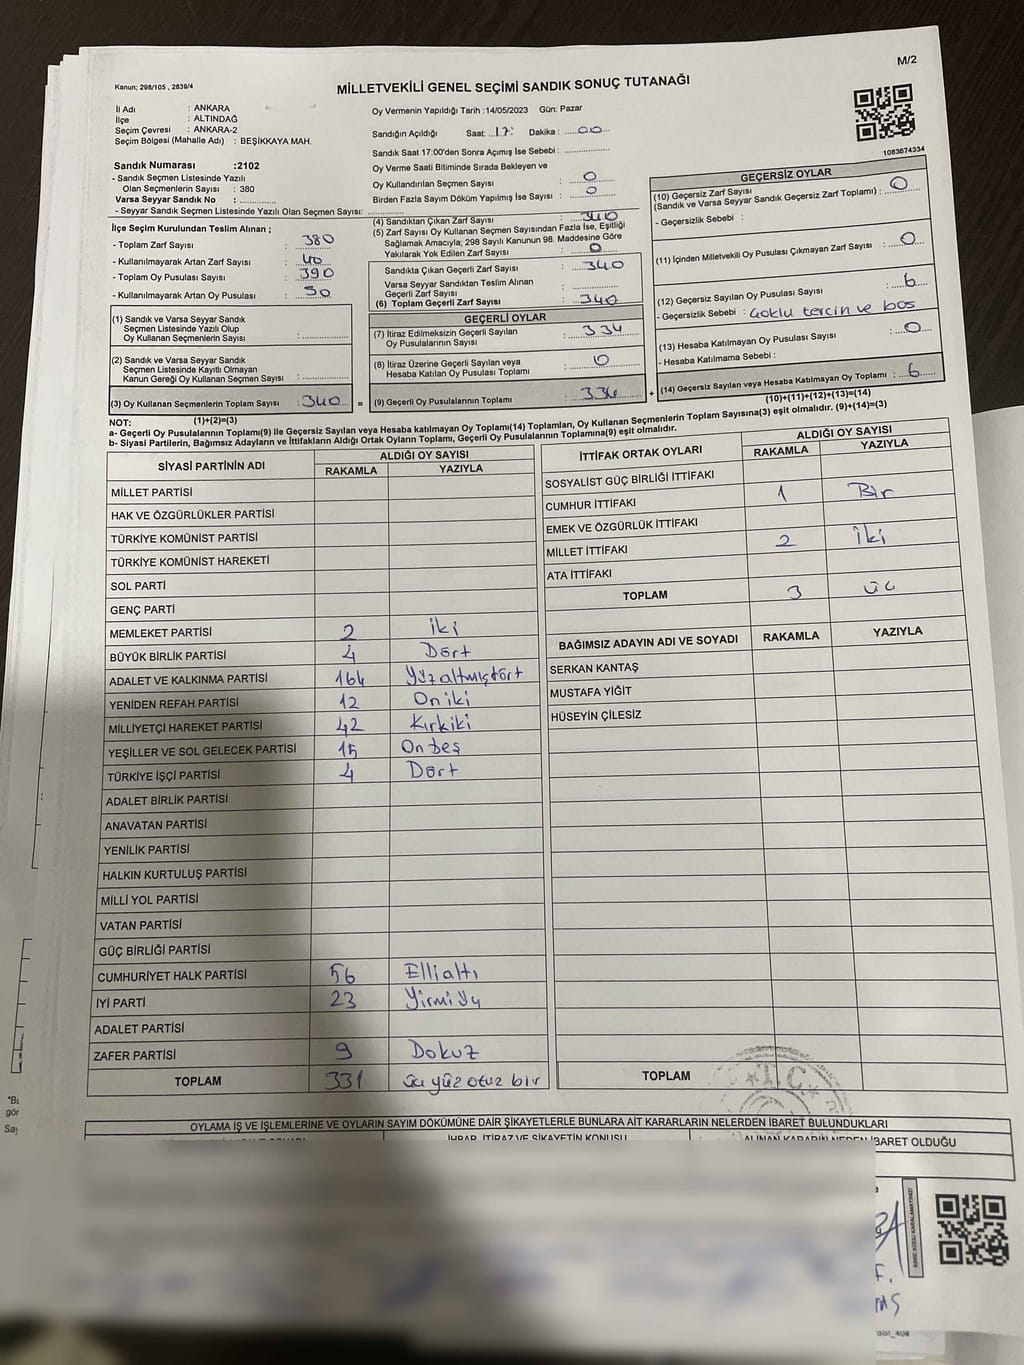 M/2
Kanun; 298/105 , 2839/4
MİLLETVEKİLİ GENEL SEÇİMİ SANDIK SONUÇ TUTANAĞI
İl Adı : ANKARA
İlçe : ALTINDAĞ
Seçim Çevresi : ANKARA-2
Seçim Bölgesi (Mahalle Adı) : BEŞİKKAYA MAH.
Sandık Numarası :2102
- Sandık Seçmen Listesinde Yazılı
Olan Seçmenlerin Sayısı : 380
Varsa Seyyar Sandık No :
- Seyyar Sandık Seçmen Listesinde Yazılı Olan Seçmen Sayısı:
Oy Vermenin Yapıldığı Tarih :14/05/2023 Gün: Pazar
Sandığın Açıldığı Saat: 17: Dakika : 00
Sandık Saat 17:00'den Sonra Açımış İse Sebebi :
Oy Verme Saati Bitiminde Sırada Bekleyen ve
Oy Kullandırılan Seçmen Sayısı : 0
Birden Fazla Sayım Döküm Yapılmış İse Sayısı : 0
1083674334
İlçe Seçim Kurulundan Teslim Alınan ;
- Toplam Zarf Sayısı : 380
- Kullanılmayarak Artan Zarf Sayısı : 40
- Toplam Oy Pusulası Sayısı : 390
- Kullanılmayarak Artan Oy Pusulası : 50
(1) Sandık ve Varsa Seyyar Sandık
Seçmen Listesinde Yazılı Olup
Oy Kullanan Seçmenlerin Sayısı :
(2) Sandık ve Varsa Seyyar Sandık
Seçmen Listesinde Kayıtlı Olmayan
Kanun Gereği Oy Kullanan Seçmen Sayısı :
(3) Oy Kullanan Seçmenlerin Toplam Sayısı : 340 =
(4) Sandıktan Çıkan Zarf Sayısı : 340
(5) Zarf Sayısı Oy Kullanan Seçmen Sayısından Fazla İse, Eşitliği
Sağlamak Amacıyla; 298 Sayılı Kanunun 98. Maddesine Göre
Yakılarak Yok Edilen Zarf Sayısı : 0
Sandıkta Çıkan Geçerli Zarf Sayısı : 340
Varsa Seyyar Sandıktan Teslim Alınan
Geçerli Zarf Sayısı :
(6) Toplam Geçerli Zarf Sayısı : 340
GEÇERLİ OYLAR
(7) İtiraz Edilmeksizin Geçerli Sayılan
Oy Pusulalarının Sayısı : 334
(8) İtiraz Üzerine Geçerli Sayılan veya
Hesaba Katılan Oy Pusulası Toplamı : 0
(9) Geçerli Oy Pusulalarının Toplamı : 334 +
GEÇERSİZ OYLAR
(10) Geçersiz Zarf Sayısı
(Sandık ve Varsa Seyyar Sandık Geçersiz Zarf Toplamı) : 0
- Geçersizlik Sebebi :
(11) İçinden Milletvekili Oy Pusulası Çıkmayan Zarf Sayısı : 0
(12) Geçersiz Sayılan Oy Pusulası Sayısı : 6
- Geçersizlik Sebebi : Çoklu tercih ve boş
(13) Hesaba Katılmayan Oy Pusulası Sayısı : 0
- Hesaba Katılmama Sebebi :
(14) Geçersiz Sayılan veya Hesaba Katılmayan Oy Toplamı : 6
(10)+(11)+(12)+(13)=(14)
NOT: (1)+(2)=(3)
a- Geçerli Oy Pusulalarının Toplam(9) ile Geçersiz Sayılan veya Hesaba katılmayan Oy Toplam(14) Toplamları, Oy Kullanan Seçmenlerin Toplam Sayısına(3) eşit olmalıdır. (9)+(14)=(3)
b- Siyasi Partilerin, Bağımsız Adayların ve İttifakların Aldığı Ortak Oyların Toplamı, Geçerli Oy Pusulalarının Toplamına(9) eşit olmalıdır.
SİYASİ PARTİNİN ADI ALDIĞI OY SAYISI
RAKAMLA YAZIYLA
MİLLET PARTİSİ
HAK VE ÖZGÜRLÜKLER PARTİSİ
TÜRKİYE KOMÜNİST PARTİSİ
TÜRKİYE KOMÜNİST HAREKETİ
SOL PARTİ
GENÇ PARTİ
MEMLEKET PARTİSİ 2 iki
BÜYÜK BİRLİK PARTİSİ 4 Dört
ADALET VE KALKINMA PARTİSİ 164 Yüzaltmışdört
YENİDEN REFAH PARTİSİ 12 Oniki
MİLLİYETÇİ HAREKET PARTİSİ 42 Kırkiki
YEŞİLLER VE SOL GELECEK PARTİSİ 15 Onbeş
TÜRKİYE İŞÇİ PARTİSİ 4 Dört
ADALET BİRLİK PARTİSİ
ANAVATAN PARTİSİ
YENİLİK PARTİSİ
HALKIN KURTULUŞ PARTİSİ
MİLLİ YOL PARTİSİ
VATAN PARTİSİ
GÜÇ BİRLİĞİ PARTİSİ
CUMHURİYET HALK PARTİSİ 56 Ellialtı
İYİ PARTİ 23 Yirmiüç
ADALET PARTİSİ
ZAFER PARTİSİ 9 Dokuz
TOPLAM 331 üçyüzotuz bir
İTTİFAK ORTAK OYLARI ALDIĞI OY SAYISI
RAKAMLA YAZIYLA
SOSYALİST GÜÇ BİRLİĞİ İTTİFAKI
CUMHUR İTTİFAKI 1 Bir
EMEK VE ÖZGÜRLÜK İTTİFAKI
MİLLET İTTİFAKI 2 İki
ATA İTTİFAKI
TOPLAM 3 üç
BAĞIMSIZ ADAYIN ADI VE SOYADI RAKAMLA YAZIYLA
SERKAN KANTAŞ
MUSTAFA YİĞİT
HÜSEYİN ÇİLESİZ
TOPLAM
T.C.
OYLAMA İŞ VE İŞLEMLERİNE VE OYLARIN SAYIM DÖKÜMÜNE DAİR ŞİKAYETLERLE BUNLARA AİT KARARLARIN NELERDEN İBARET BULUNDUKLARI
İHBAR, İTİRAZ VE ŞİKAYETİN KONUSU ALINAN KARARIN NEDEN İBARET OLDUĞU